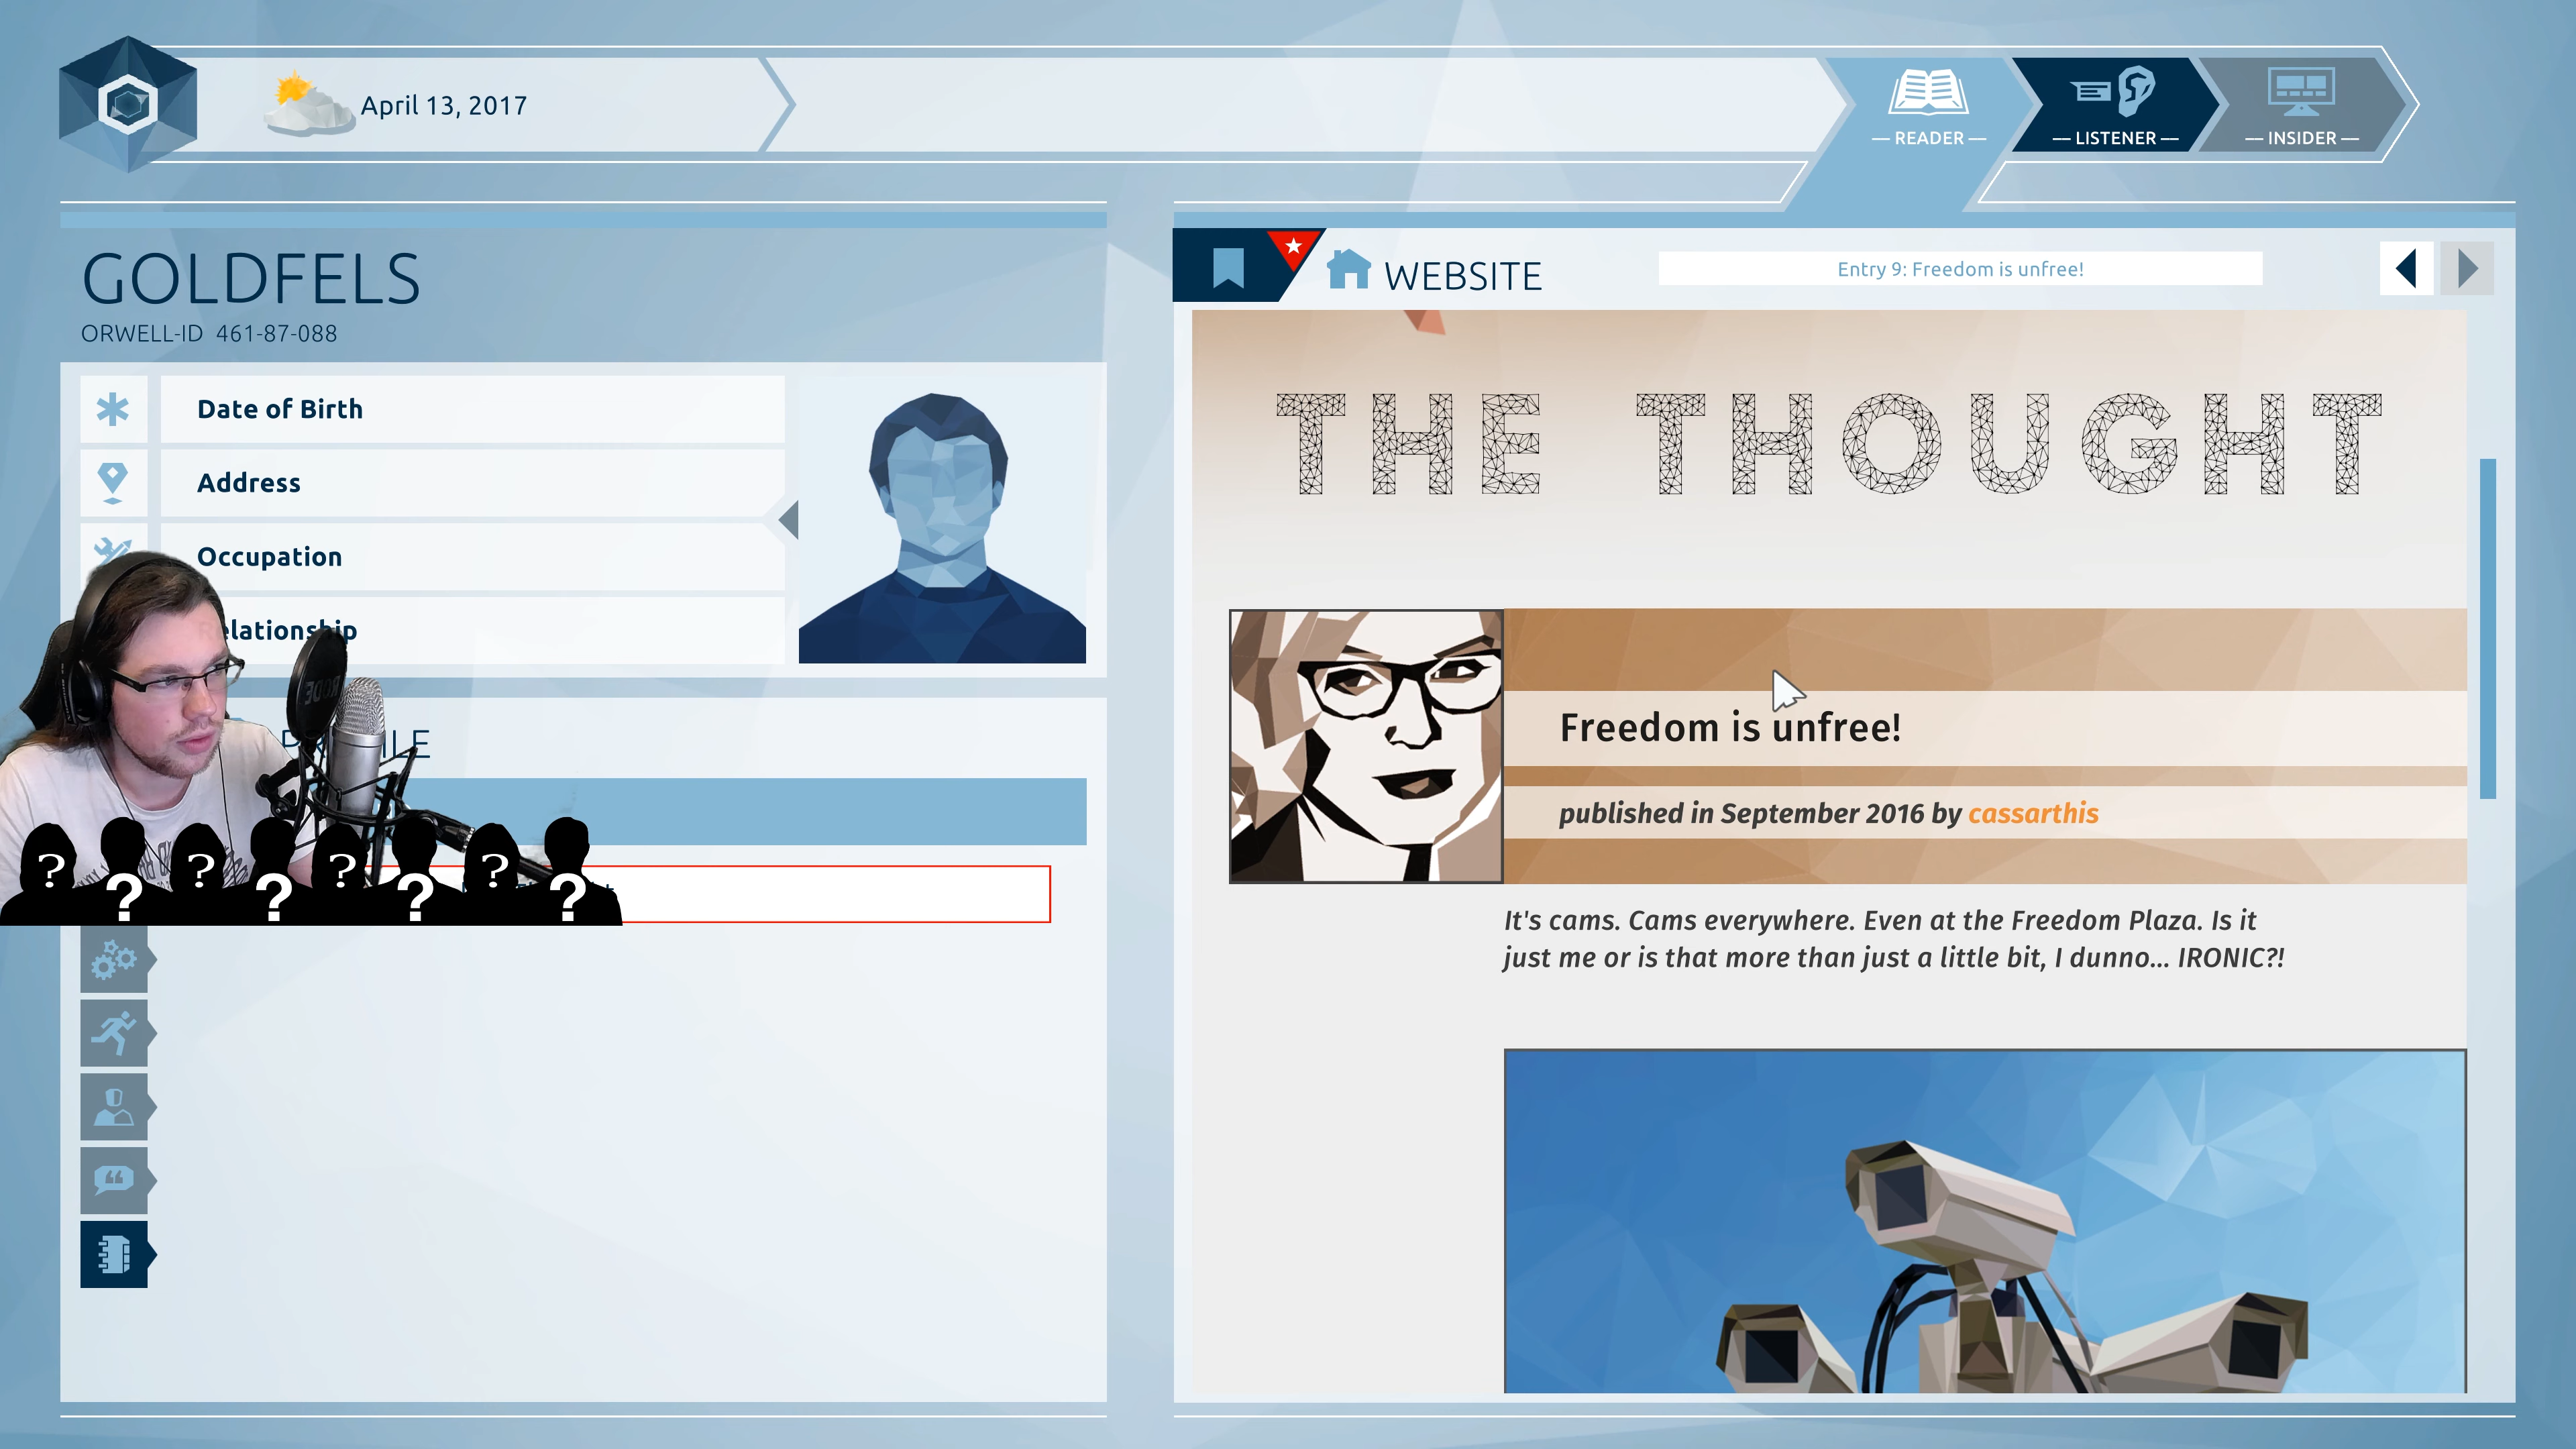 April 13, 2017
— READER —
— LISTENER —
— INSIDER —
GOLDFELS
ORWELL-ID 461-87-088
Date of Birth
Address
Occupation
elationship
RODE
? ? ? ? ? ? ? ?
WEBSITE
Entry 9: Freedom is unfree!
THE THOUGHT
Freedom is unfree!
published in September 2016 by cassarthis
It's cams. Cams everywhere. Even at the Freedom Plaza. Is it
just me or is that more than just a little bit, I dunno... IRONIC?!